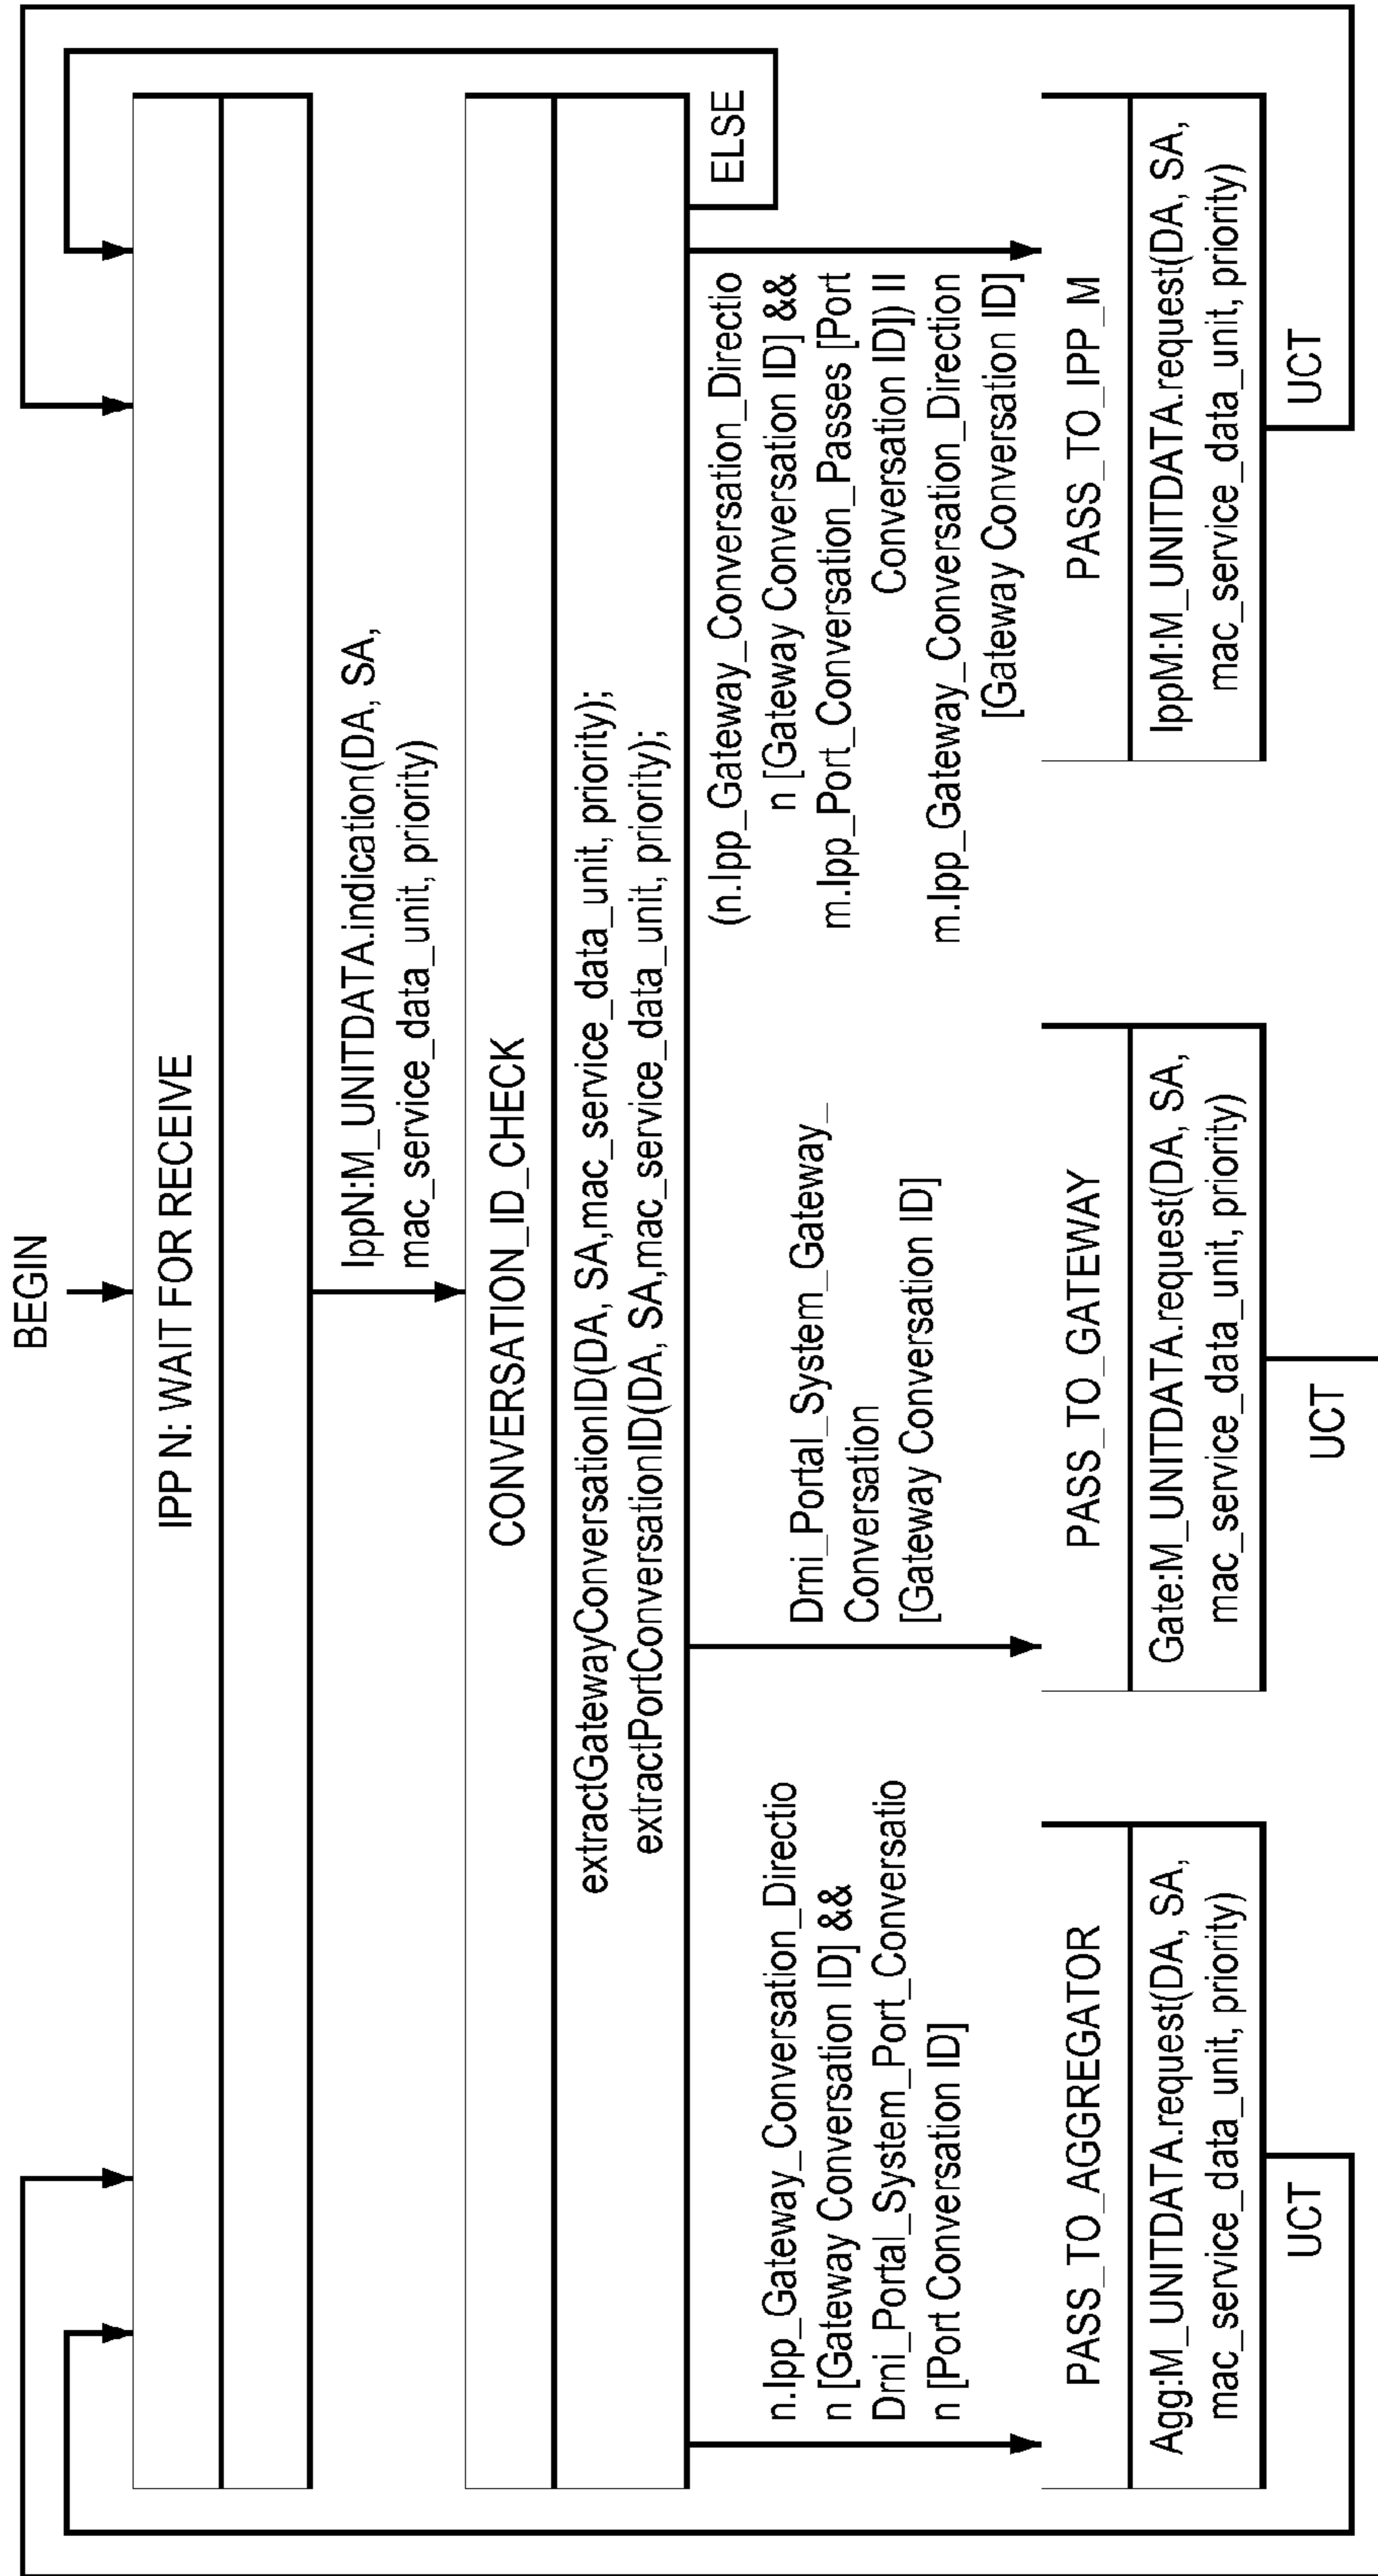 BEGIN
IPP N: WAIT FOR RECEIVE
IppN:M_UNITDATA.indication(DA, SA,
mac_service_data_unit, priority)
CONVERSATION_ID_CHECK
extractGatewayConversationID(DA, SA,mac_service_data_unit, priority);
extractPortConversationID(DA, SA,mac_service_data_unit, priority);
ELSE
n.Ipp_Gateway_Conversation_Directio
n [Gateway Conversation ID] &&
Drni_Portal_System_Port_Conversatio
n [Port Conversation ID]
Drni_Portal_System_Gateway_
Conversation
[Gateway Conversation ID]
(n.Ipp_Gateway_Conversation_Directio
n [Gateway Conversation ID] &&
m.Ipp_Port_Conversation_Passes [Port
Conversation ID]) II
m.Ipp_Gateway_Conversation_Direction
[Gateway Conversation ID]
PASS_TO_AGGREGATOR
Agg:M_UNITDATA.request(DA, SA,
mac_service_data_unit, priority)
UCT
PASS_TO_GATEWAY
Gate:M_UNITDATA.request(DA, SA,
mac_service_data_unit, priority)
UCT
PASS_TO_IPP_M
IppM:M_UNITDATA.request(DA, SA,
mac_service_data_unit, priority)
UCT